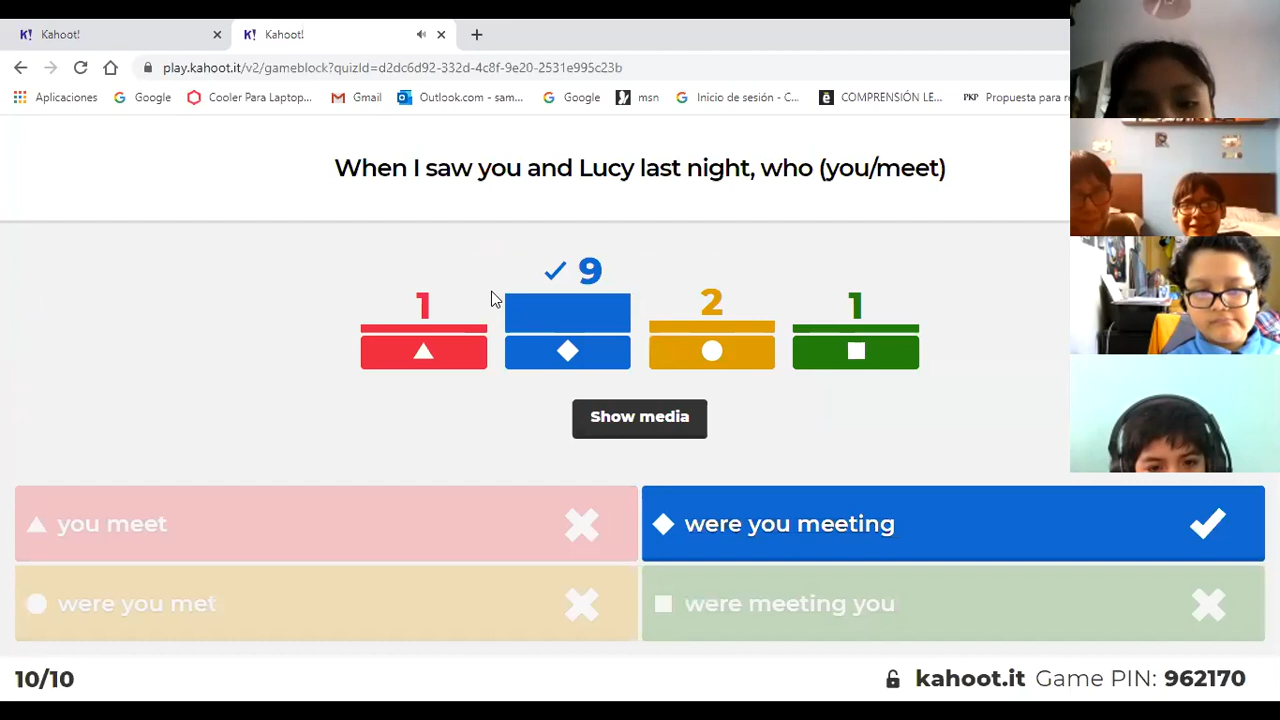 K! Kahoot!
K! Kahoot!
play.kahoot.it/v2/gameblock?quizId=d2dc6d92-332d-4c8f-9e20-2531e995c23b
Aplicaciones Google Cooler Para Laptop... Gmail Outlook.com - sam... Google msn Inicio de sesión - C... COMPRENSIÓN LE... PKP Propuesta para re
When I saw you and Lucy last night, who (you/meet)
1 9 2 1
Show media
you meet
were you meeting
were you met
were meeting you
10/10
kahoot.it Game PIN: 962170